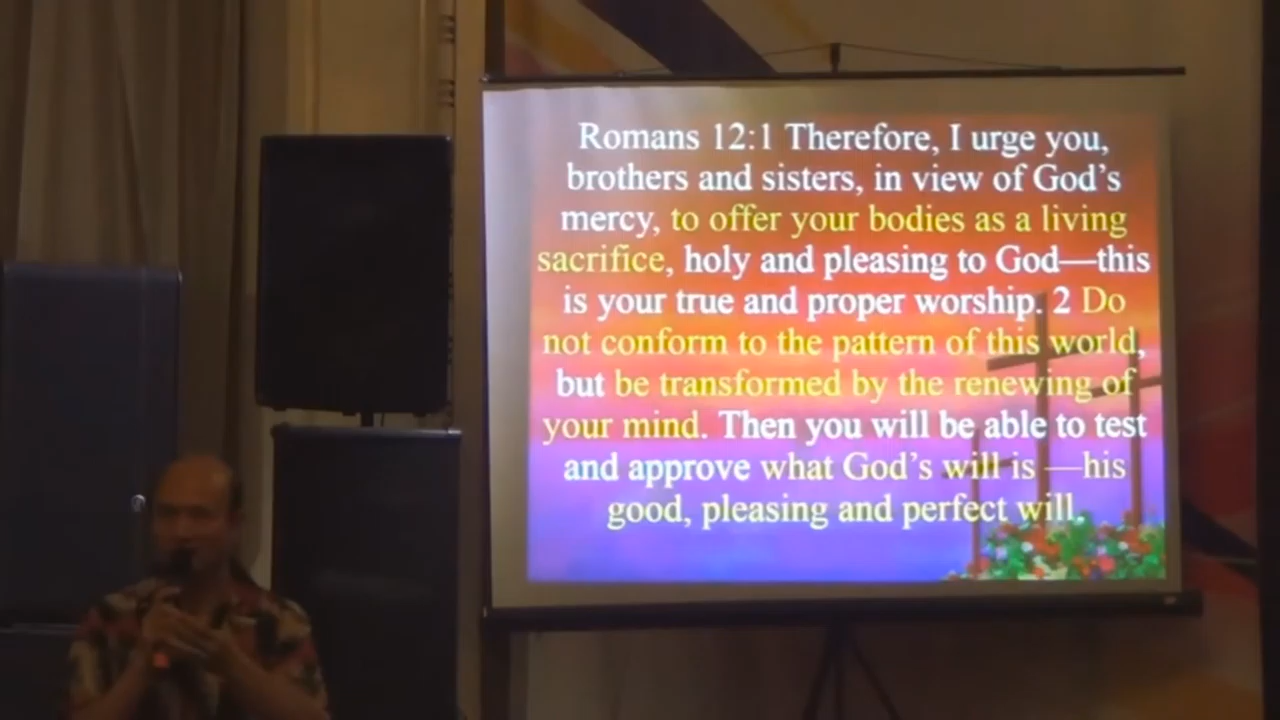 Romans 12:1 Therefore, I urge you,
brothers and sisters, in view of God’s
mercy, to offer your bodies as a living
sacrifice, holy and pleasing to God—this
is your true and proper worship. 2 Do
not conform to the pattern of this world,
but be transformed by the renewing of
your mind. Then you will be able to test
and approve what God’s will is —his
good, pleasing and perfect will.